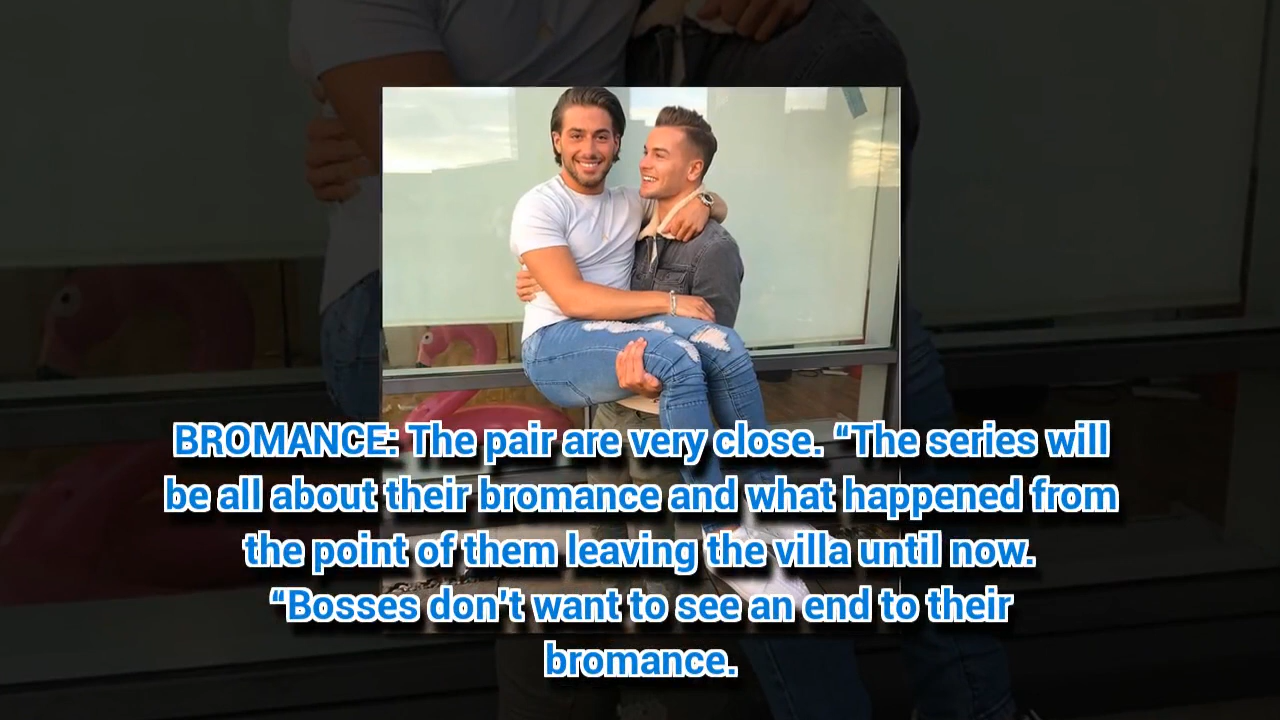 BROMANCE: The pair are very close. “The series will
be all about their bromance and what happened from
the point of them leaving the villa until now.
“Bosses don’t want to see an end to their
bromance.